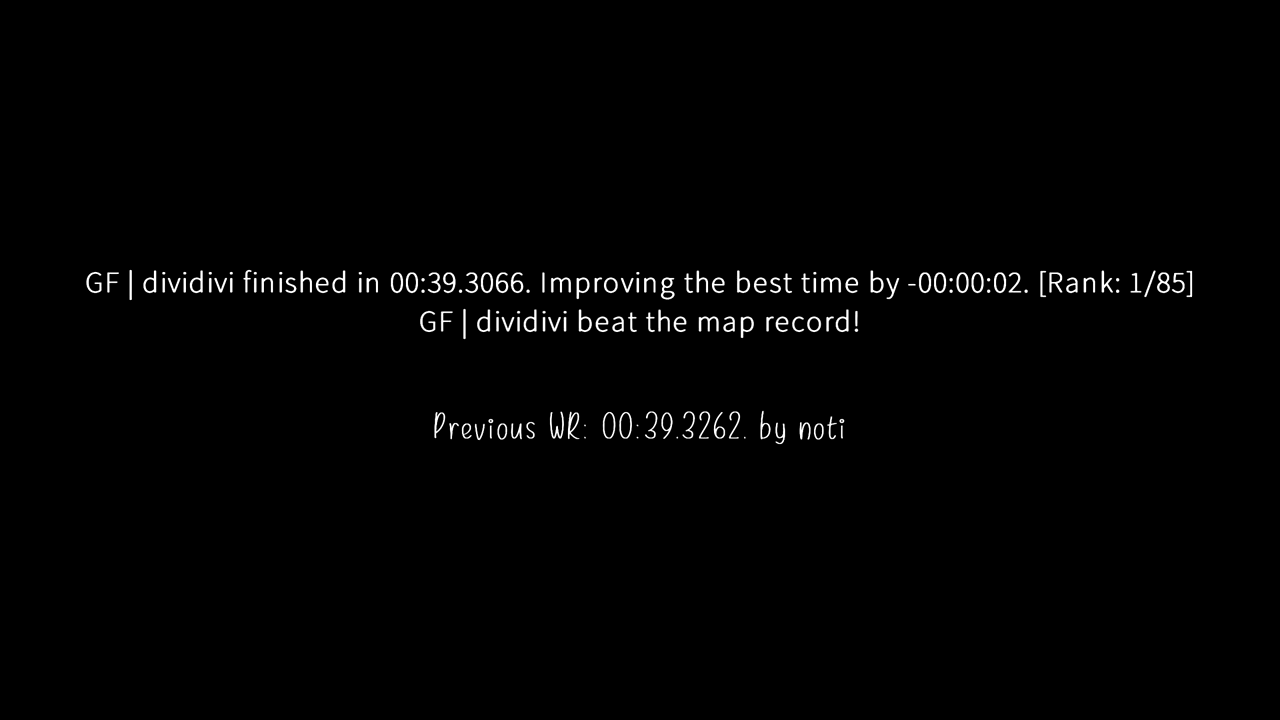 GF | dividivi finished in 00:39.3066. Improving the best time by -00:00:02. [Rank: 1/85]
GF | dividivi beat the map record!
Previous WR: 00:39.3262. by noti